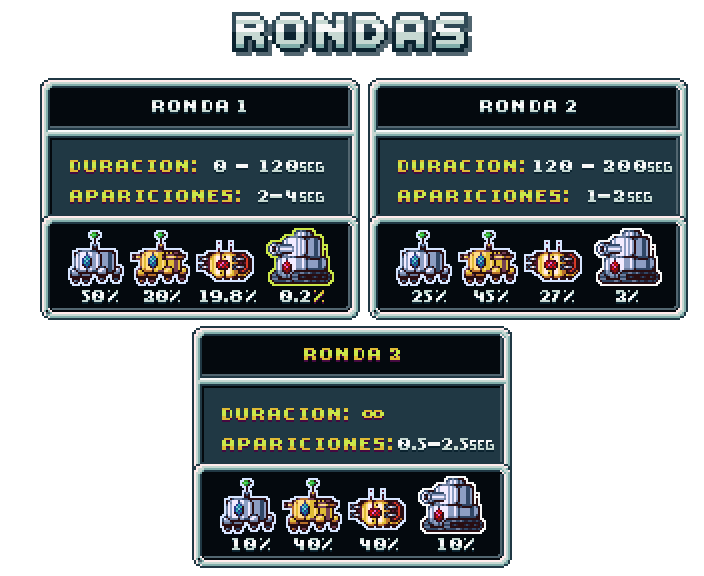 RONDAS
RONDA 1
DURACION: 0 - 120SEG
APARICIONES: 2-4SEG
50% 30% 19.8% 0.2%
RONDA 2
DURACION: 120 - 300SEG
APARICIONES: 1-3SEG
25% 45% 27% 3%
RONDA 3
DURACION: ∞
APARICIONES: 0.5-2.5SEG
10% 40% 40% 10%